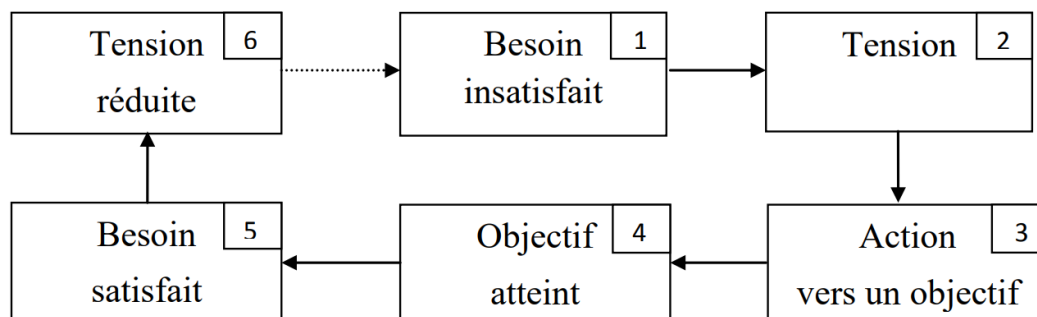 Tension 6
réduite
Besoin 1
insatisfait
Tension 2
Besoin 5
satisfait
Objectif 4
atteint
Action 3
vers un objectif